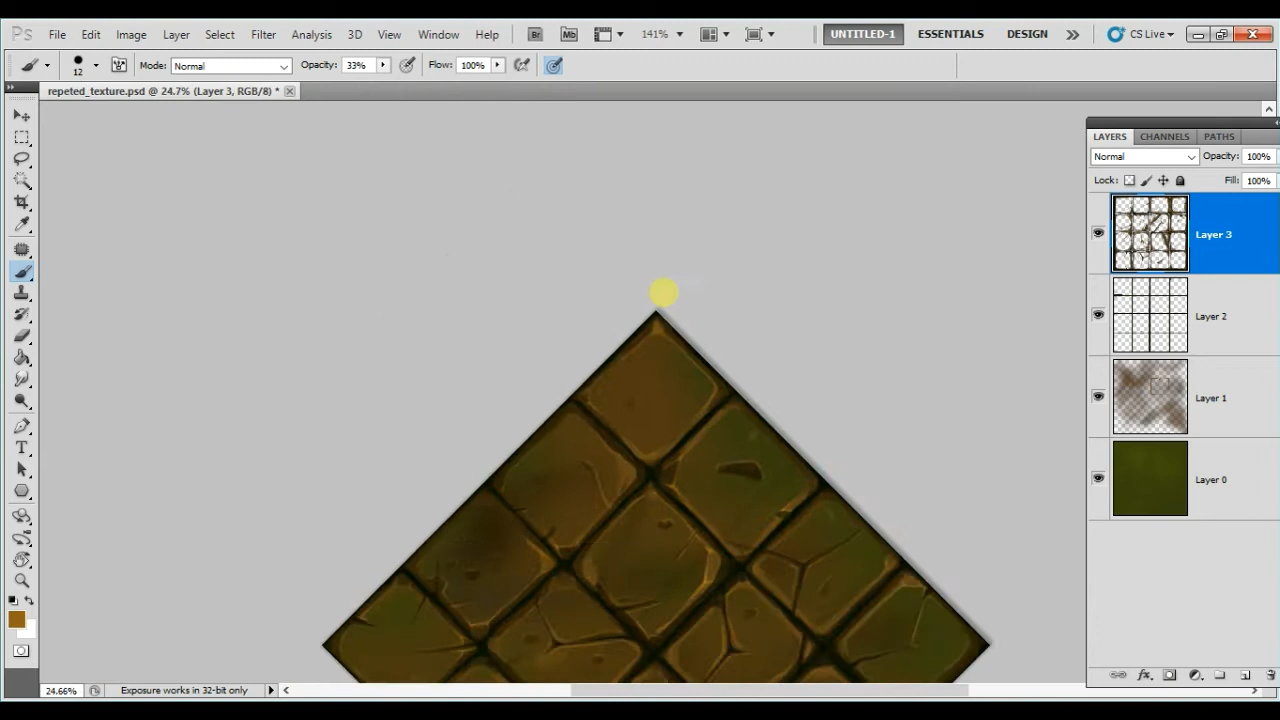 Ps File Edit Image Layer Select Filter Analysis 3D View Window Help Br Mb 141% UNTITLED-1 ESSENTIALS DESIGN CS Live
12 Mode: Normal Opacity: 33% Flow: 100%
repeted_texture.psd @ 24.7% (Layer 3, RGB/8) *
LAYERS CHANNELS PATHS
Normal Opacity: 100%
Lock: Fill: 100%
Layer 3
Layer 2
Layer 1
Layer 0
T
fx
24.66% Exposure works in 32-bit only